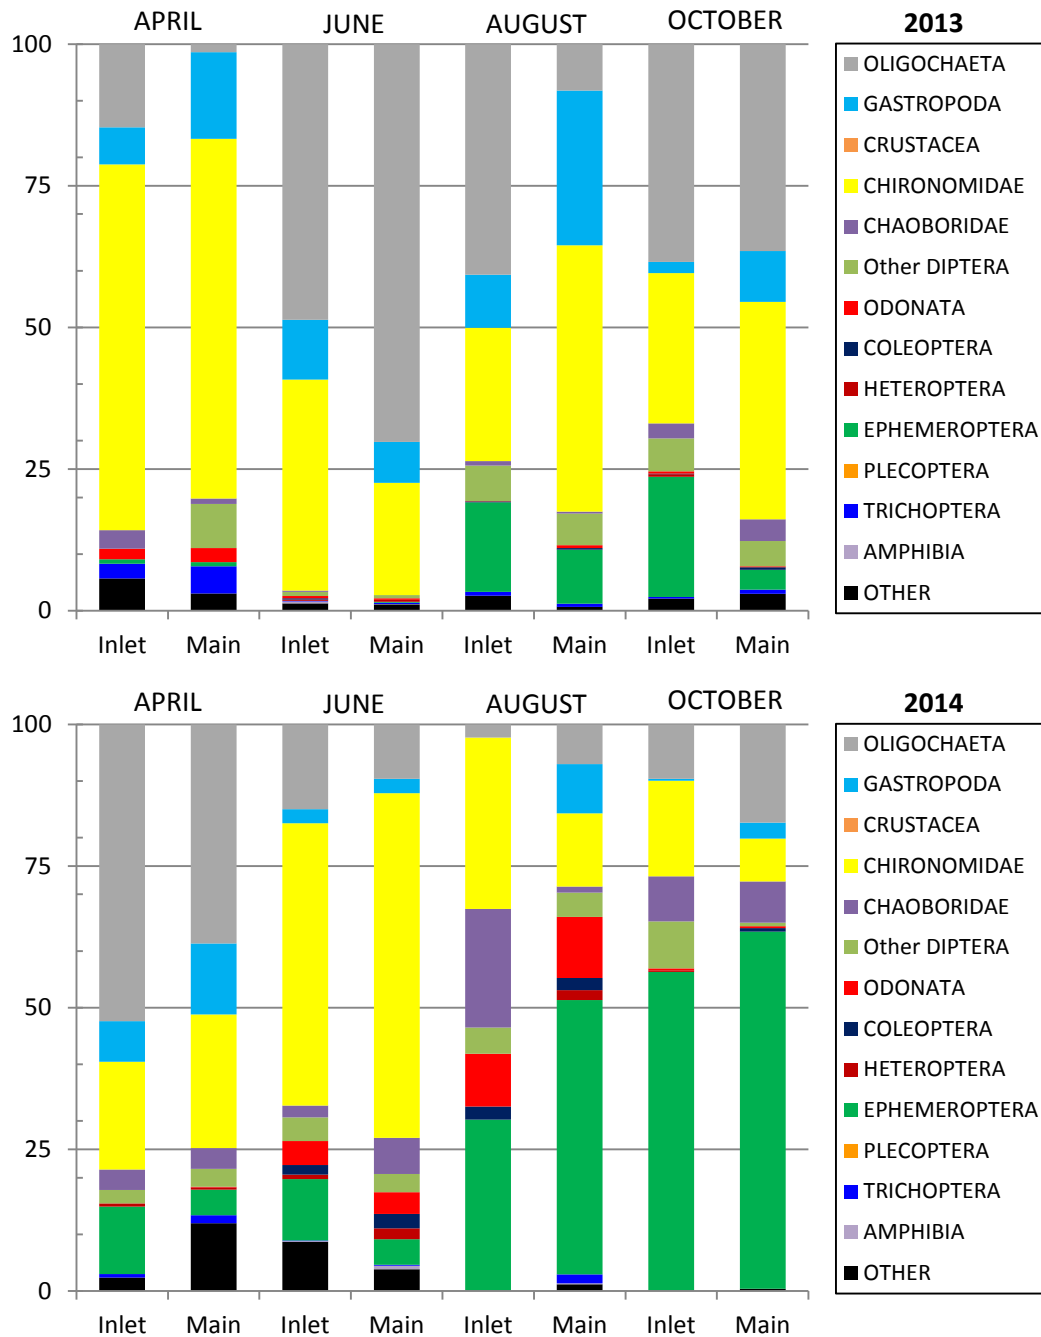 APRIL JUNE AUGUST OCTOBER 2013
100
75
50
25
0
Inlet Main Inlet Main Inlet Main Inlet Main
OLIGOCHAETA
GASTROPODA
CRUSTACEA
CHIRONOMIDAE
CHAOBORIDAE
Other DIPTERA
ODONATA
COLEOPTERA
HETEROPTERA
EPHEMEROPTERA
PLECOPTERA
TRICHOPTERA
AMPHIBIA
OTHER
APRIL JUNE AUGUST OCTOBER 2014
100
75
50
25
0
Inlet Main Inlet Main Inlet Main Inlet Main
OLIGOCHAETA
GASTROPODA
CRUSTACEA
CHIRONOMIDAE
CHAOBORIDAE
Other DIPTERA
ODONATA
COLEOPTERA
HETEROPTERA
EPHEMEROPTERA
PLECOPTERA
TRICHOPTERA
AMPHIBIA
OTHER